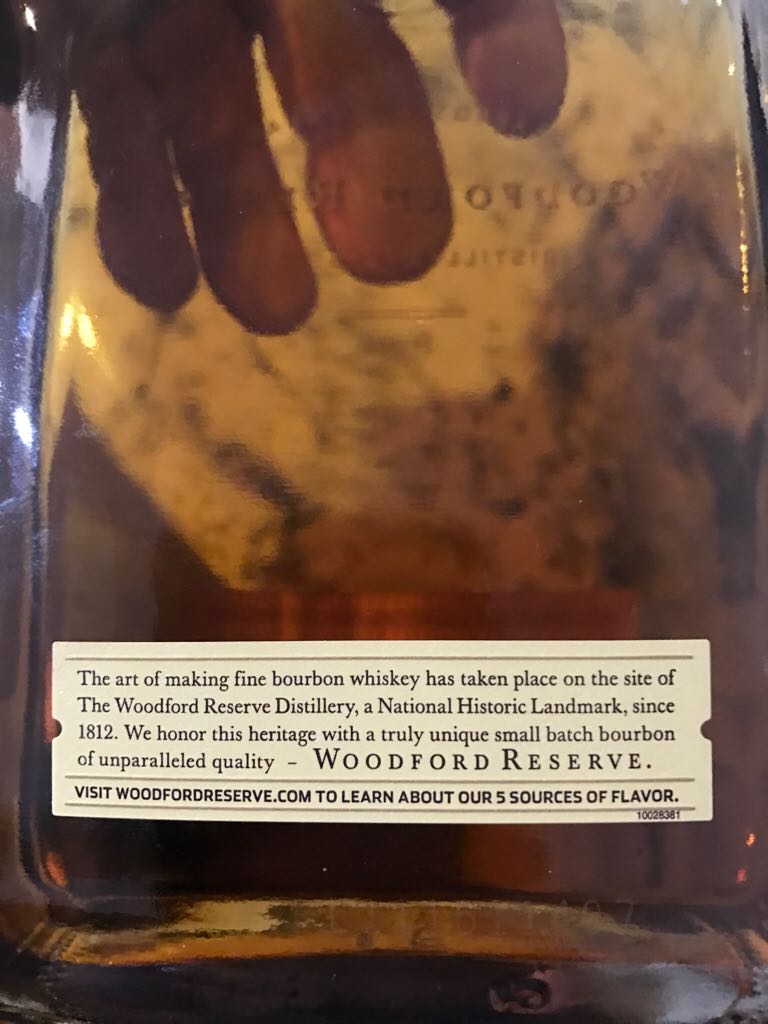 The art of making fine bourbon whiskey has taken place on the site of
The Woodford Reserve Distillery, a National Historic Landmark, since
1812. We honor this heritage with a truly unique small batch bourbon
of unparalleled quality – WOODFORD RESERVE.
VISIT WOODFORDRESERVE.COM TO LEARN ABOUT OUR 5 SOURCES OF FLAVOR.
10028381